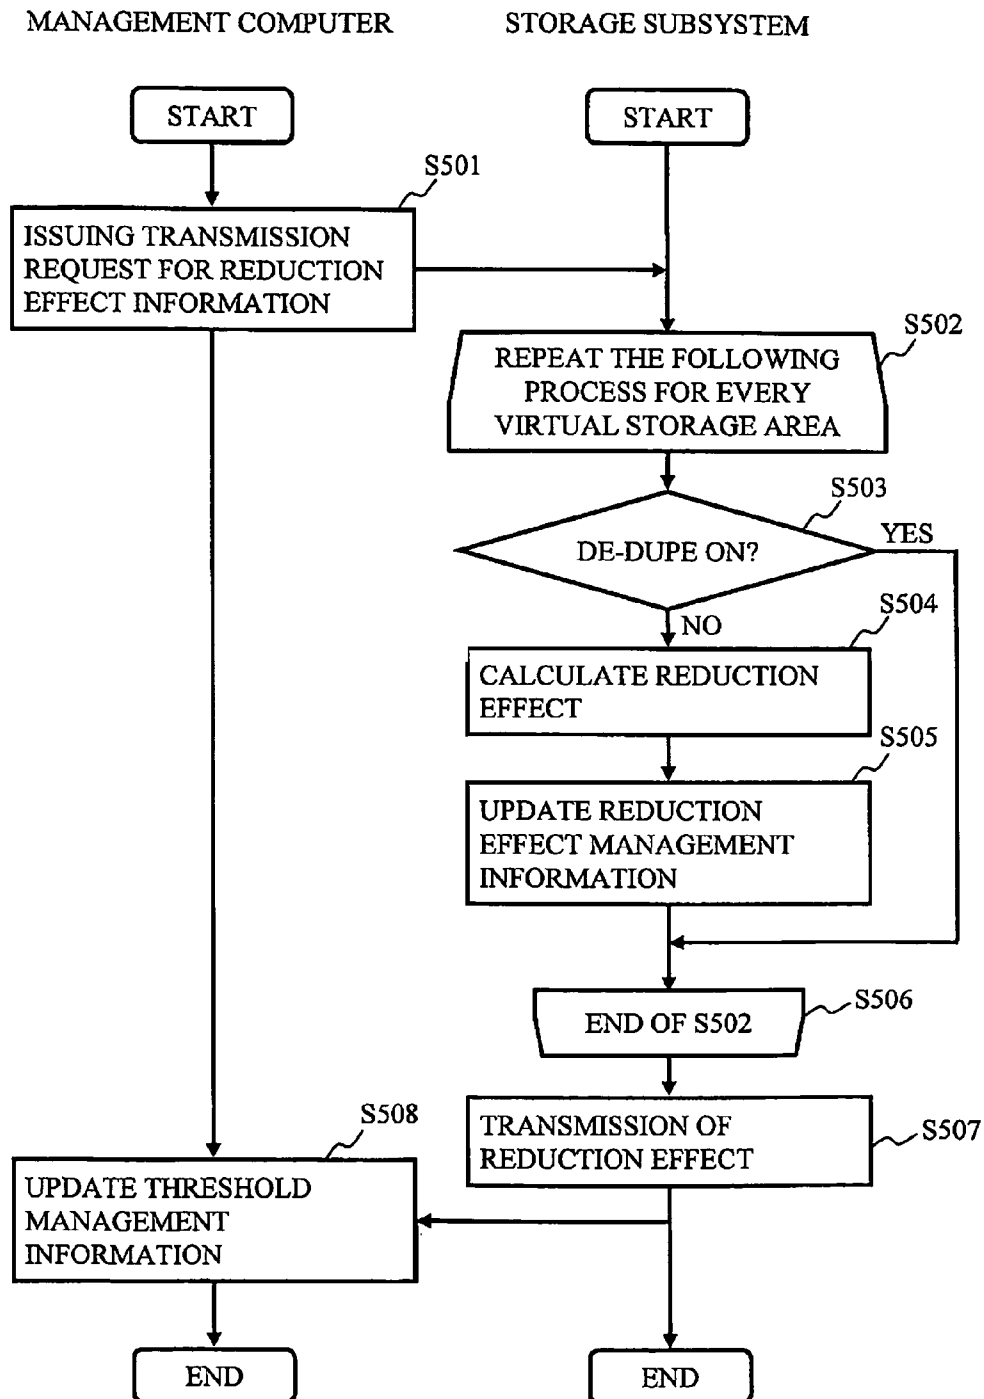 MANAGEMENT COMPUTER
STORAGE SUBSYSTEM
START
START
S501
ISSUING TRANSMISSION
REQUEST FOR REDUCTION
EFFECT INFORMATION
S502
REPEAT THE FOLLOWING
PROCESS FOR EVERY
VIRTUAL STORAGE AREA
S503
DE-DUPE ON?
YES
NO
S504
CALCULATE REDUCTION
EFFECT
S505
UPDATE REDUCTION
EFFECT MANAGEMENT
INFORMATION
END OF S502
S506
TRANSMISSION OF
REDUCTION EFFECT
S507
S508
UPDATE THRESHOLD
MANAGEMENT
INFORMATION
END
END